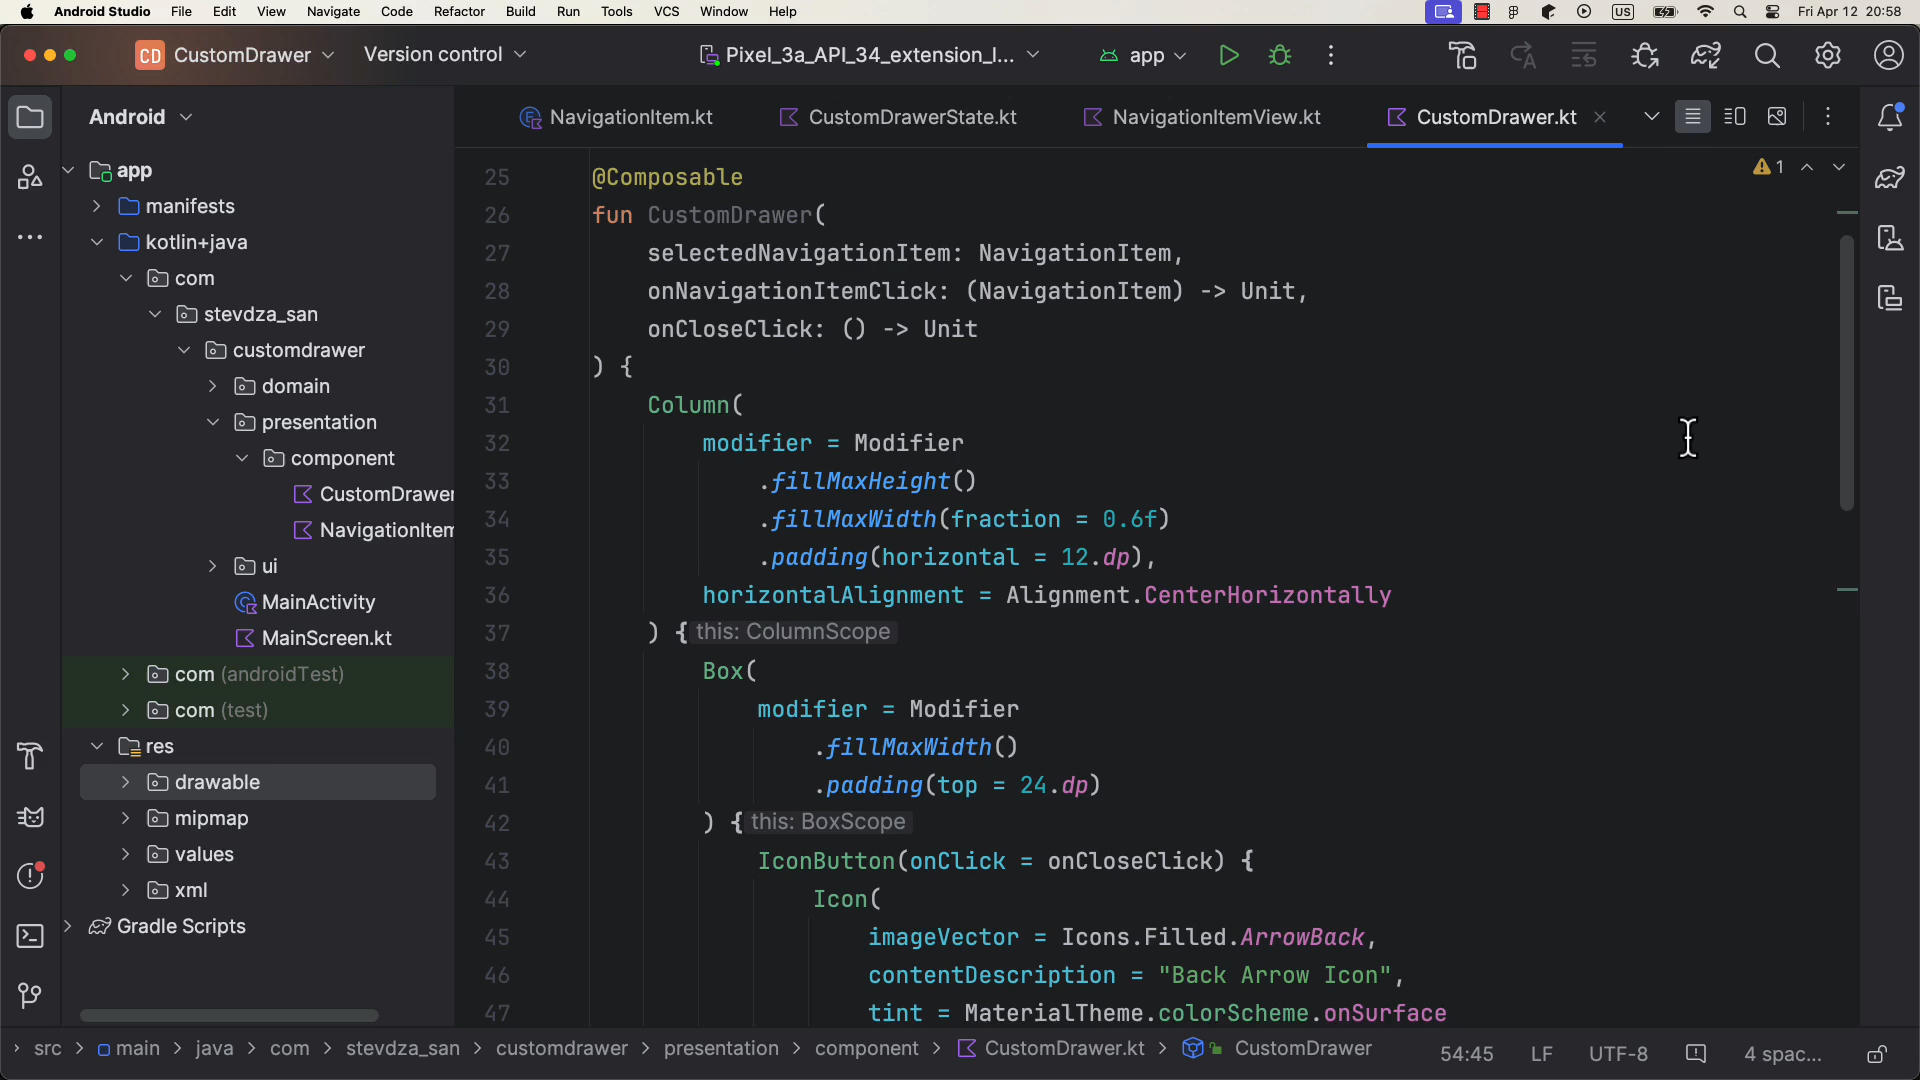 Android Studio File Edit View Navigate Code Refactor Build Run Tools VCS Window Help US Fri Apr 12 20:58
CD CustomDrawer Version control Pixel_3a_API_34_extension_l... app
Android
app
manifests
kotlin+java
com
stevdza_san
customdrawer
domain
presentation
component
CustomDrawer
NavigationItem
ui
MainActivity
MainScreen.kt
com (androidTest)
com (test)
res
drawable
mipmap
values
xml
Gradle Scripts
NavigationItem.kt CustomDrawerState.kt NavigationItemView.kt CustomDrawer.kt
1
25 @Composable
26 fun CustomDrawer(
27 selectedNavigationItem: NavigationItem,
28 onNavigationItemClick: (NavigationItem) -> Unit,
29 onCloseClick: () -> Unit
30 ) {
31 Column(
32 modifier = Modifier
33 .fillMaxHeight()
34 .fillMaxWidth(fraction = 0.6f)
35 .padding(horizontal = 12.dp),
36 horizontalAlignment = Alignment.CenterHorizontally
37 ) { this: ColumnScope
38 Box(
39 modifier = Modifier
40 .fillMaxWidth()
41 .padding(top = 24.dp)
42 ) { this: BoxScope
43 IconButton(onClick = onCloseClick) {
44 Icon(
45 imageVector = Icons.Filled.ArrowBack,
46 contentDescription = "Back Arrow Icon",
47 tint = MaterialTheme.colorScheme.onSurface
src main java com stevdza_san customdrawer presentation component CustomDrawer.kt CustomDrawer 54:45 LF UTF-8 4 spac...